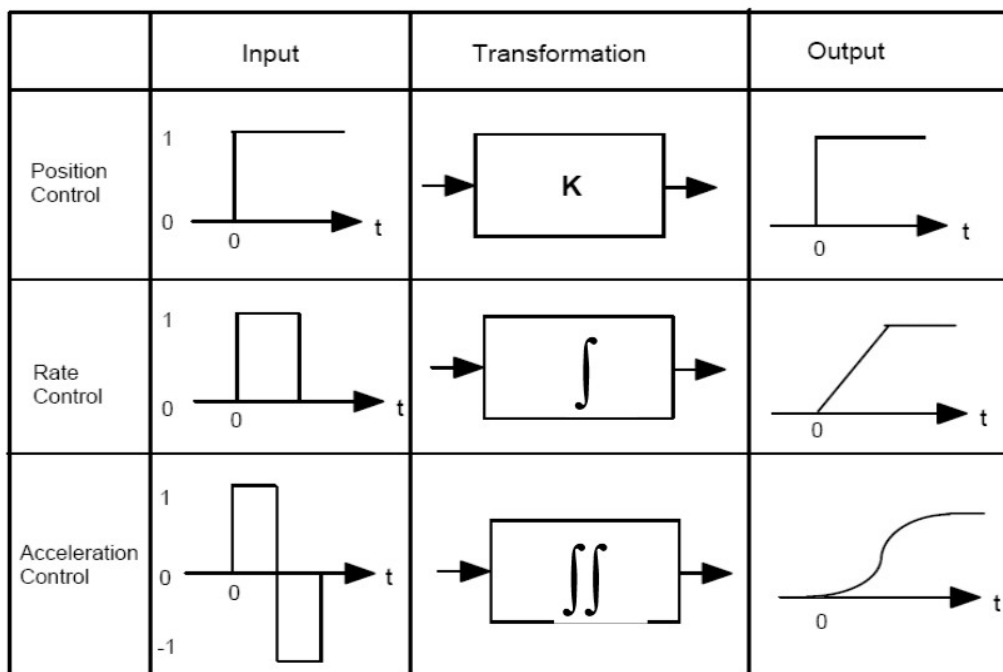 Input
Transformation
Output
Position
Control
1
0
0
t
K
0
t
Rate
Control
1
0
0
t
∫
0
t
Acceleration
Control
1
0
-1
0
t
∫∫
0
t